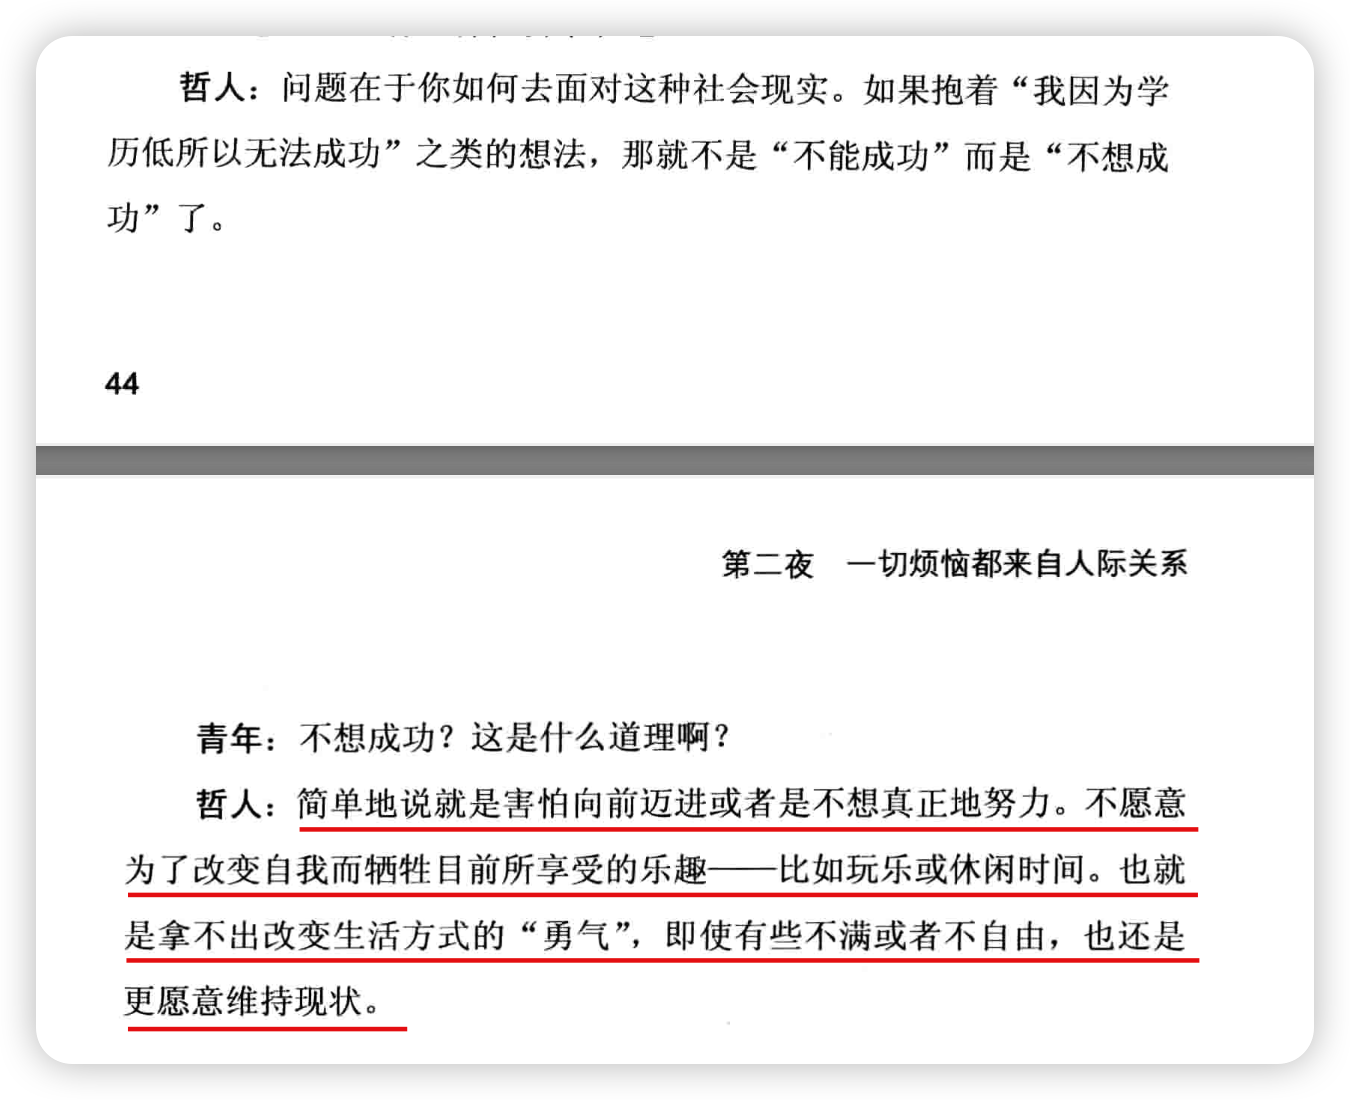 哲人：问题在于你如何去面对这种社会现实。如果抱着“我因为学
历低所以无法成功”之类的想法，那就不是“不能成功”而是“不想成
功”了。
44
第二夜 一切烦恼都来自人际关系
青年：不想成功？这是什么道理啊？
哲人：简单地说就是害怕向前迈进或者是不想真正地努力。不愿意
为了改变自我而牺牲目前所享受的乐趣——比如玩乐或休闲时间。也就
是拿不出改变生活方式的“勇气”，即使有些不满或者不自由，也还是
更愿意维持现状。